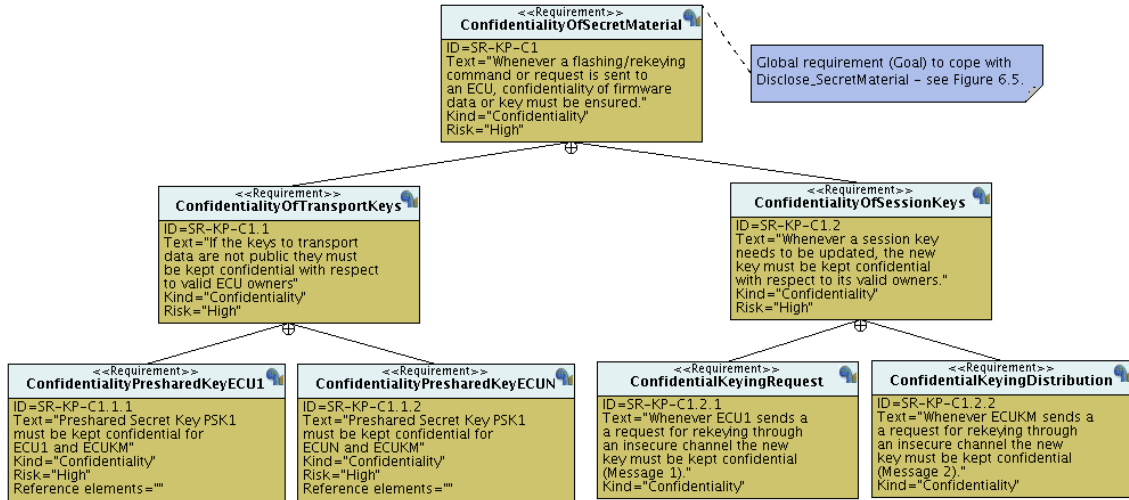 <<Requirement>>
ConfidentialityOfSecretMaterial
ID=SR-KP-C1
Text="Whenever a flashing/rekeying
command or request is sent to
an ECU, confidentiality of firmware
data or key must be ensured."
Kind="Confidentiality"
Risk="High"
Global requirement (Goal) to cope with
Disclose_SecretMaterial - see Figure 6.5.
<<Requirement>>
ConfidentialityOfTransportKeys
ID=SR-KP-C1.1
Text="If the keys to transport
data are not public they must
be kept confidential with respect
to valid ECU owners"
Kind="Confidentiality"
Risk="High"
<<Requirement>>
ConfidentialityOfSessionKeys
ID=SR-KP-C1.2
Text="Whenever a session key
needs to be updated, the new
key must be kept confidential
with respect to its valid owners."
Kind="Confidentiality"
Risk="High"
<<Requirement>>
ConfidentialityPresharedKeyECU1
ID=SR-KP-C1.1.1
Text="Preshared Secret Key PSK1
must be kept confidential for
ECU1 and ECUKM"
Kind="Confidentiality"
Risk="High"
Reference elements=""
<<Requirement>>
ConfidentialityPresharedKeyECUN
ID=SR-KP-C1.1.2
Text="Preshared Secret Key PSK1
must be kept confidential for
ECUN and ECUKM"
Kind="Confidentiality"
Risk="High"
Reference elements=""
<<Requirement>>
ConfidentialKeyingRequest
ID=SR-KP-C1.2.1
Text="Whenever ECU1 sends a
a request for rekeying through
an insecure channel the new
key must be kept confidential
(Message 1)."
Kind="Confidentiality"
<<Requirement>>
ConfidentialKeyingDistribution
ID=SR-KP-C1.2.2
Text="Whenever ECUKM sends a
a request for rekeying through
an insecure channel the new
key must be kept confidential
(Message 2)."
Kind="Confidentiality"